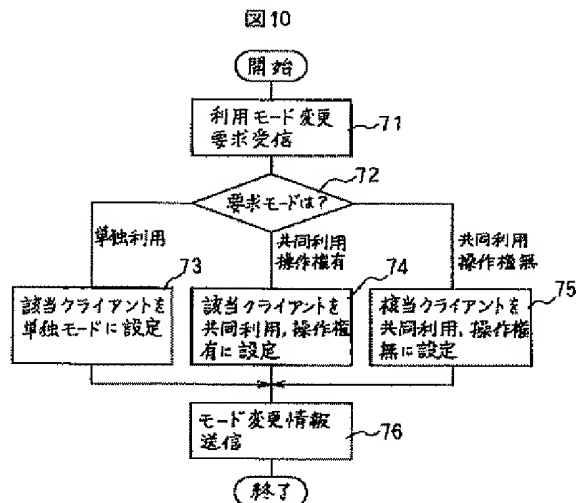 図10
開始
利用モード変更
要求受信
71
72
要求モードは?
単独利用
共同利用
操作権有
共同利用
操作権無
73
該当クライアントを
単独モードに設定
74
該当クライアントを
共同利用,操作権
有に設定
75
該当クライアントを
共同利用,操作権
無に設定
モード変更情報
送信
76
終了